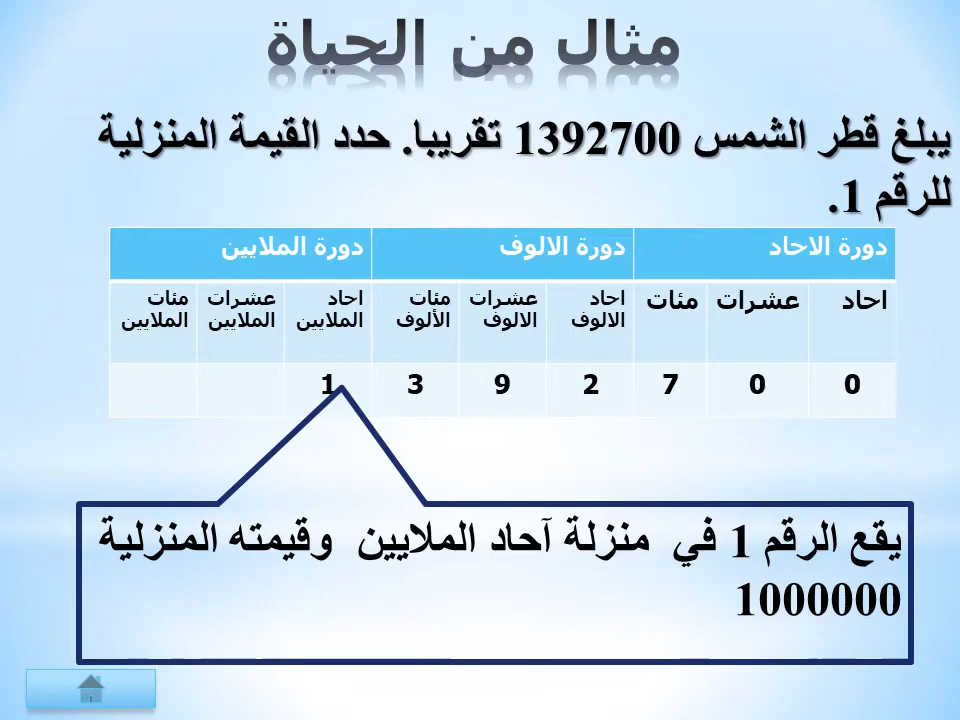 مثال من الحياة
يبلغ قطر الشمس 1392700 تقريبا. حدد القيمة المنزلية
للرقم 1.
دورة الاحاد دورة الالوف دورة الملايين
احاد عشرات مئات احاد الالوف عشرات الالوف مئات الألوف احاد الملايين عشرات الملايين مئات الملايين
0 0 7 2 9 3 1
يقع الرقم 1 في منزلة آحاد الملايين وقيمته المنزلية
1000000